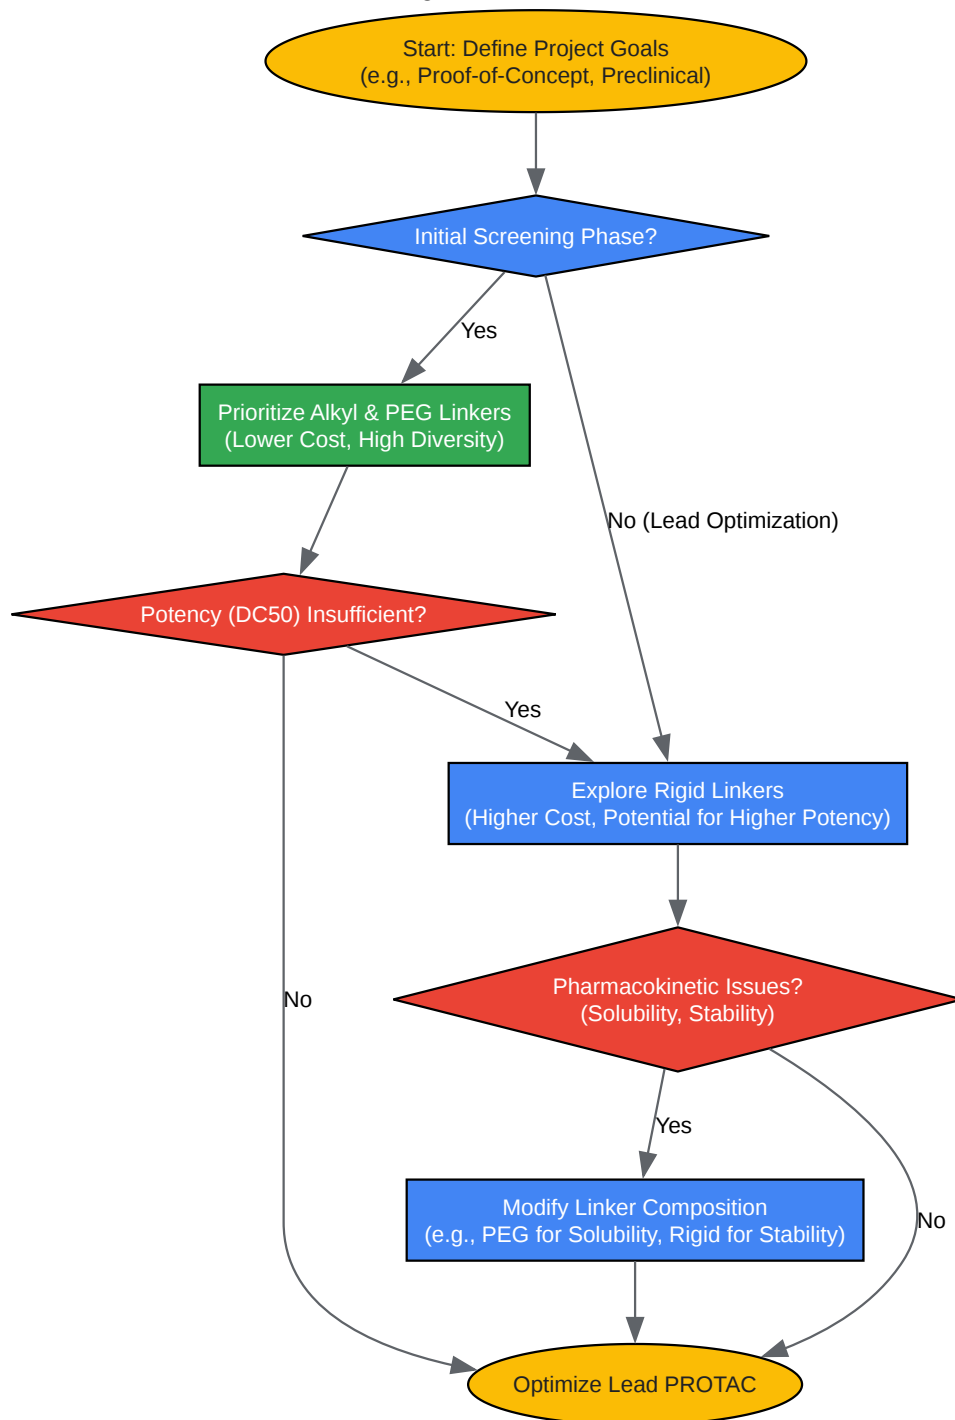 Start: Define Project Goals
(e.g., Proof-of-Concept, Preclinical)
Initial Screening Phase?
Yes
Prioritize Alkyl & PEG Linkers
(Lower Cost, High Diversity)
No (Lead Optimization)
Potency (DC50) Insufficient?
Yes
Explore Rigid Linkers
(Higher Cost, Potential for Higher Potency)
Pharmacokinetic Issues?
(Solubility, Stability)
No
Yes
Modify Linker Composition
(e.g., PEG for Solubility, Rigid for Stability)
No
Optimize Lead PROTAC